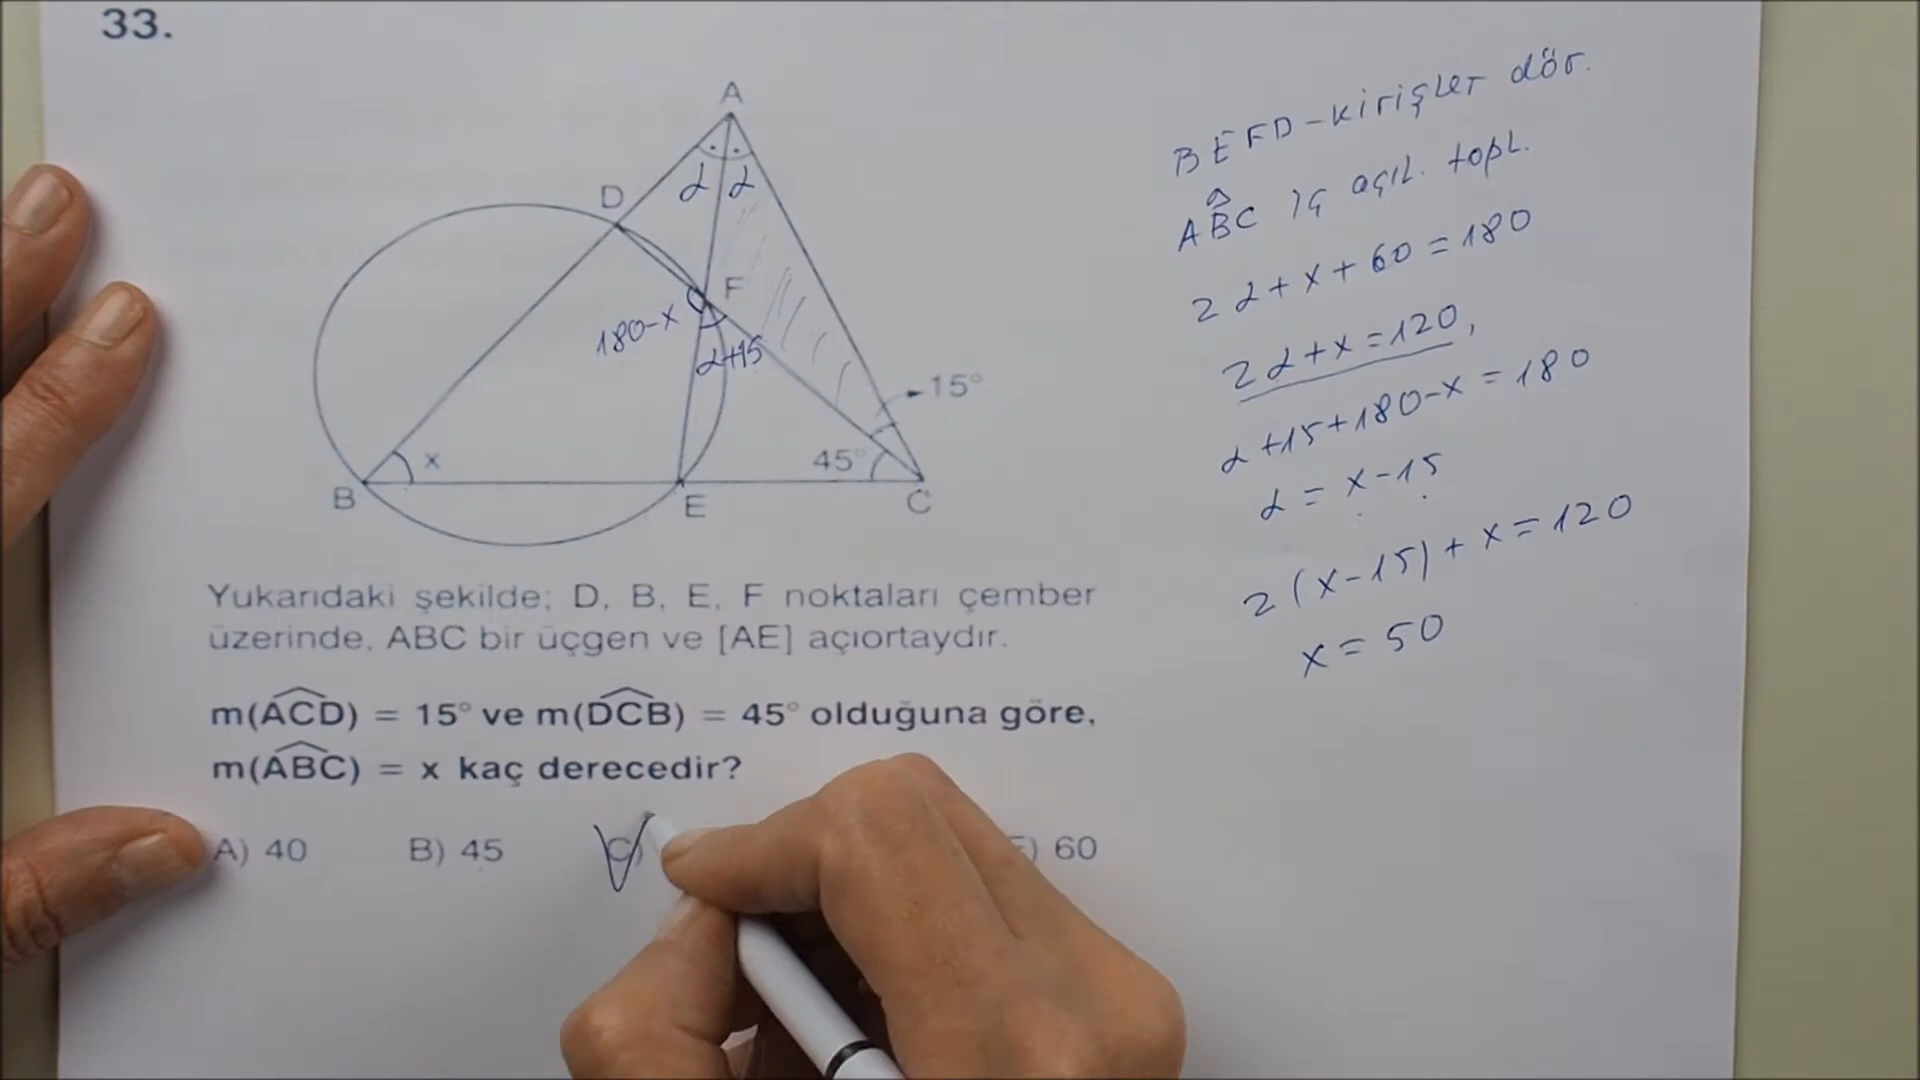 33.
A
D
α α
F
180-x
α+15
15°
x
45°
B
E
C
Yukarıdaki şekilde; D, B, E, F noktaları çember
üzerinde, ABC bir üçgen ve [AE] açıortaydır.
m(ACD) = 15° ve m(DCB) = 45° olduğuna göre,
m(ABC) = x kaç derecedir?
A) 40 B) 45 C) 60
BEFD-kirişler dör.
ABC iç açıl. topl.
2α+x+60=180
2α+x=120,
α+15+180-x=180
α=x-15
2(x-15)+x=120
x=50